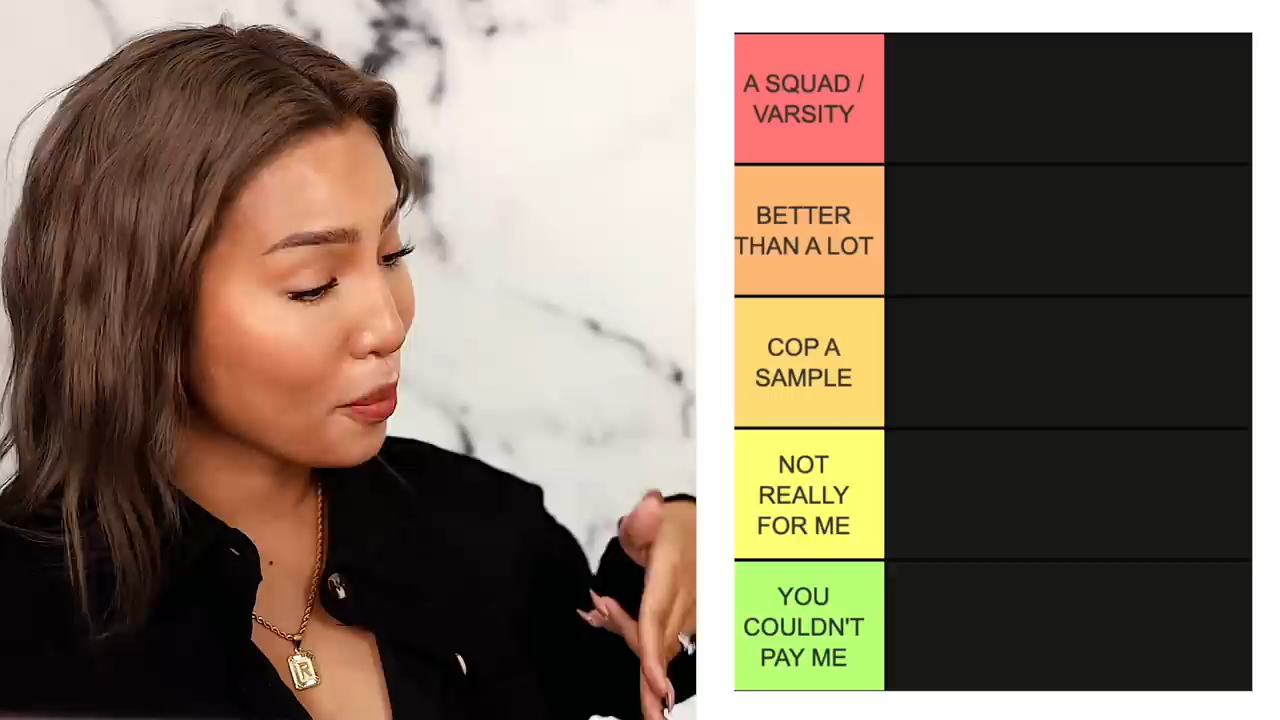 A SQUAD /
VARSITY
BETTER
THAN A LOT
COP A
SAMPLE
NOT
REALLY
FOR ME
YOU
COULDN'T
PAY ME
R